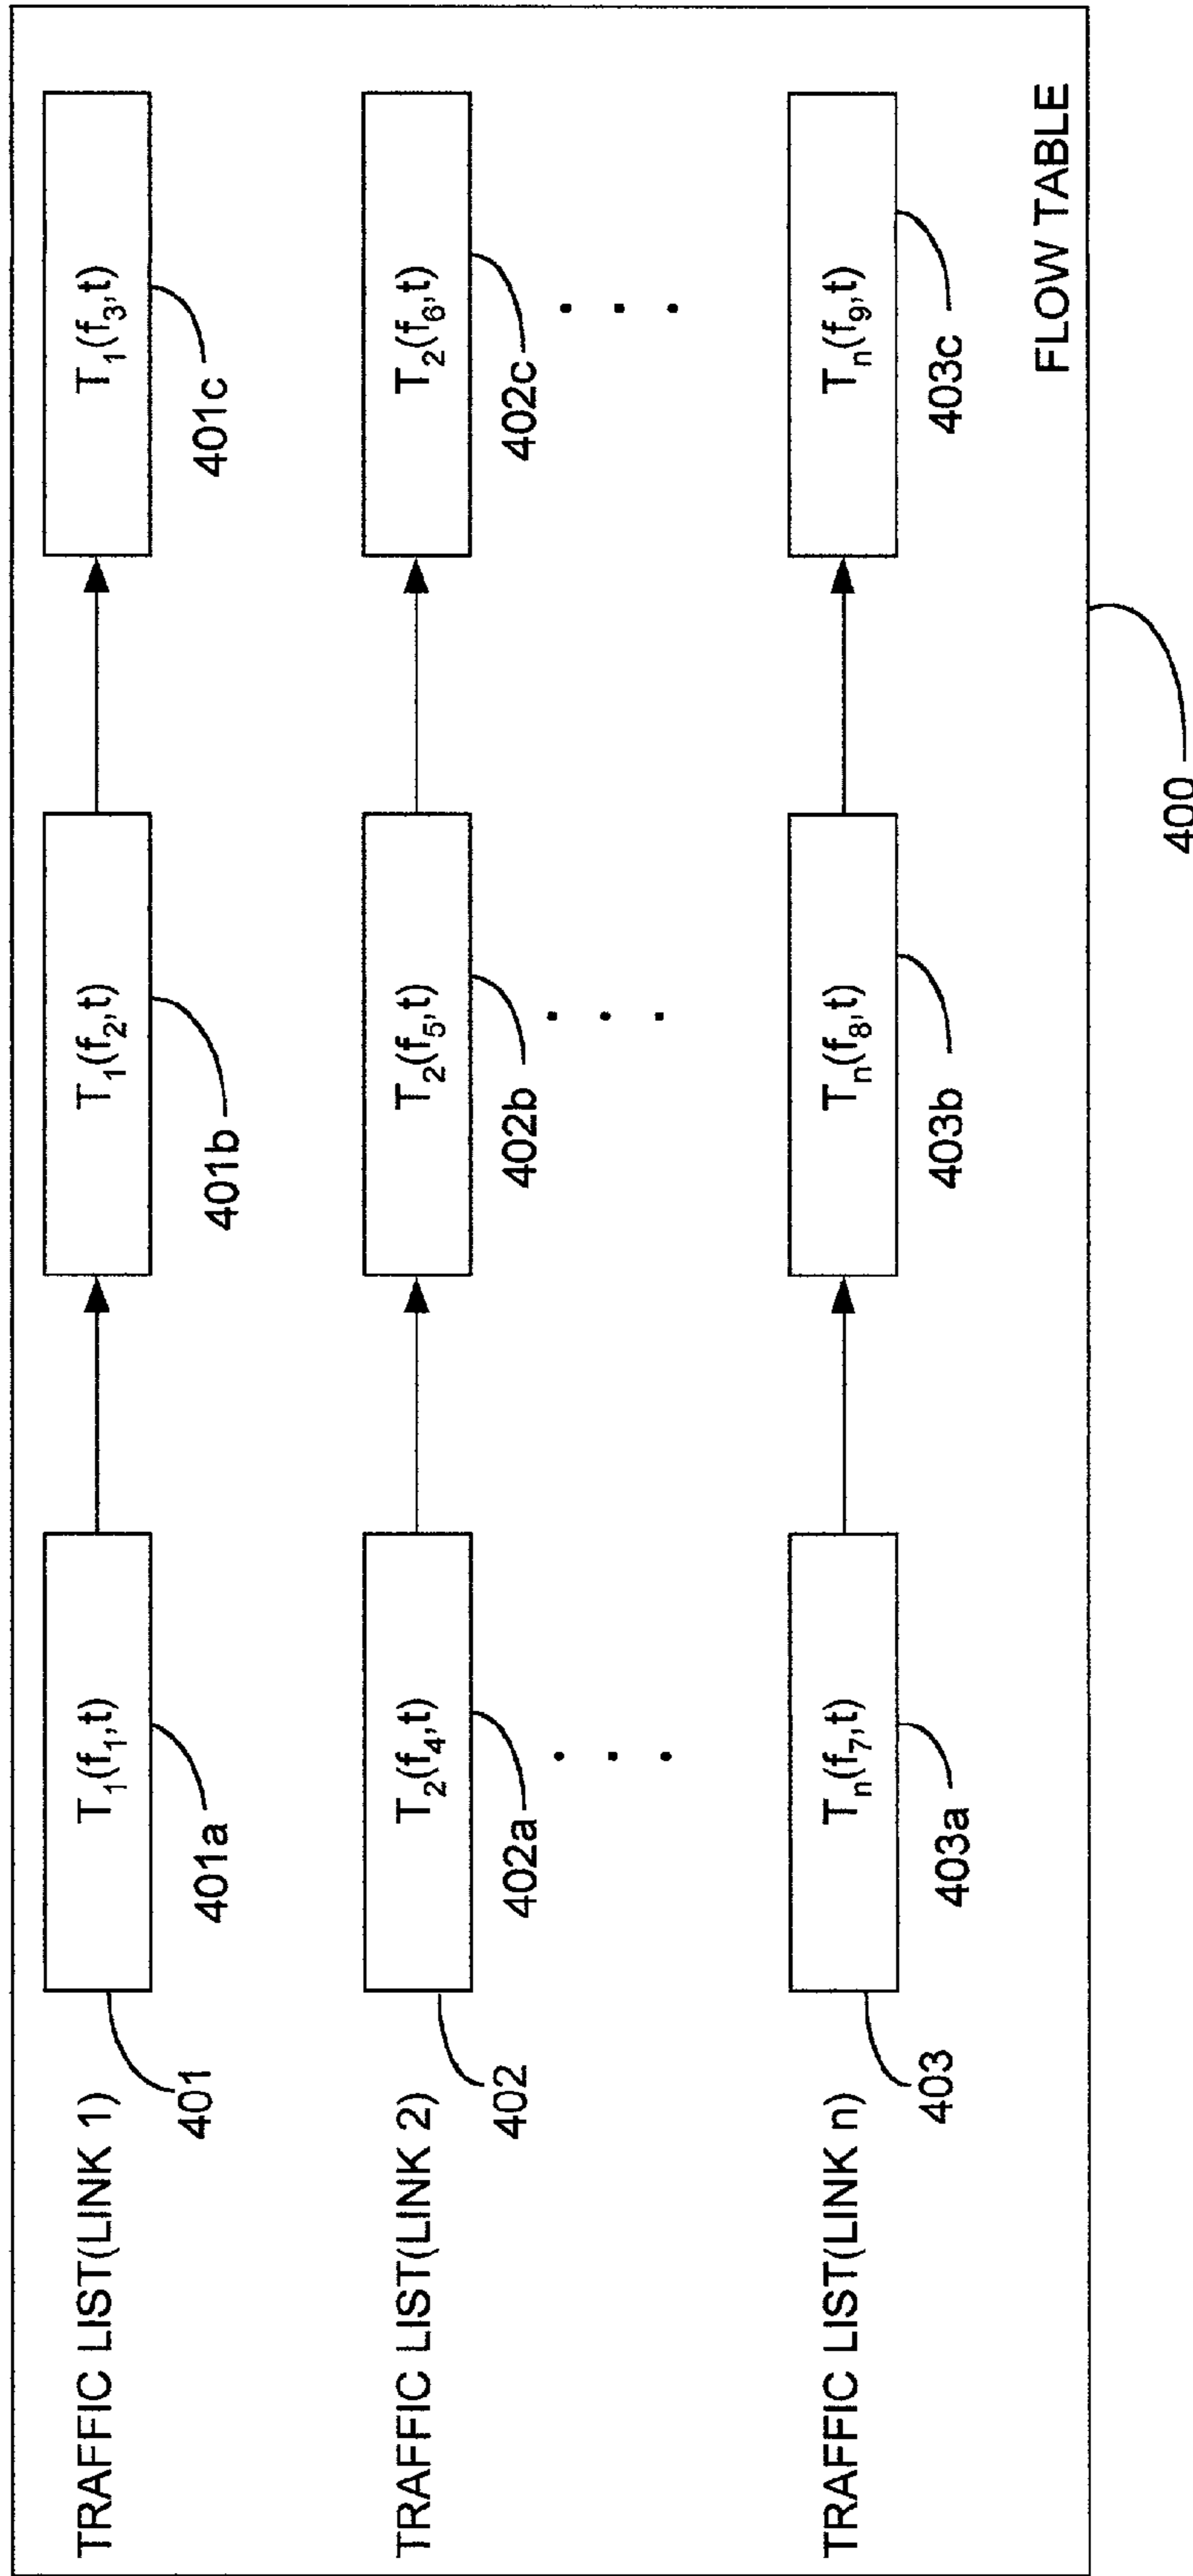 TRAFFIC LIST(LINK 1)
401
T₁(f₁,t)
401a
T₁(f₂,t)
401b
T₁(f₃,t)
401c
TRAFFIC LIST(LINK 2)
402
T₂(f₄,t)
402a
T₂(f₅,t)
402b
T₂(f₆,t)
402c
TRAFFIC LIST(LINK n)
403
Tₙ(f₇,t)
403a
Tₙ(f₈,t)
403b
Tₙ(f₉,t)
403c
FLOW TABLE
400